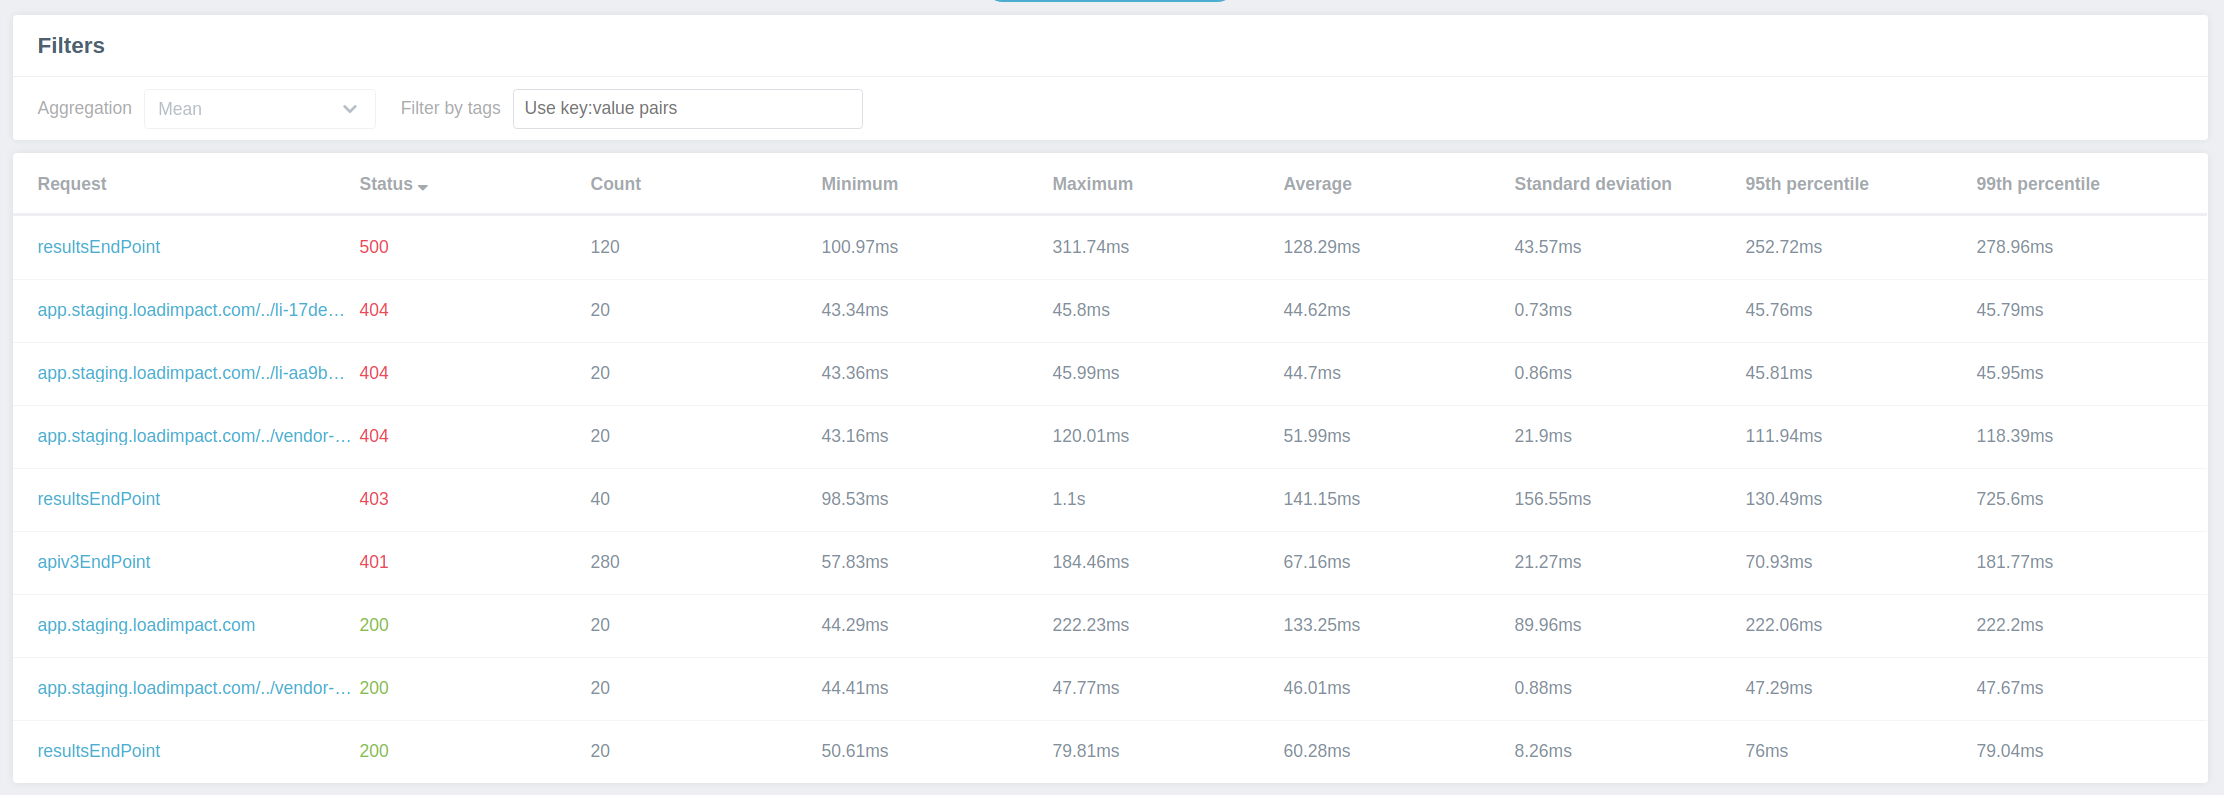 Filters
Aggregation Mean Filter by tags Use key:value pairs
Request Status Count Minimum Maximum Average Standard deviation 95th percentile 99th percentile
resultsEndPoint 500 120 100.97ms 311.74ms 128.29ms 43.57ms 252.72ms 278.96ms
app.staging.loadimpact.com/../li-17de… 404 20 43.34ms 45.8ms 44.62ms 0.73ms 45.76ms 45.79ms
app.staging.loadimpact.com/../li-aa9b… 404 20 43.36ms 45.99ms 44.7ms 0.86ms 45.81ms 45.95ms
app.staging.loadimpact.com/../vendor-… 404 20 43.16ms 120.01ms 51.99ms 21.9ms 111.94ms 118.39ms
resultsEndPoint 403 40 98.53ms 1.1s 141.15ms 156.55ms 130.49ms 725.6ms
apiv3EndPoint 401 280 57.83ms 184.46ms 67.16ms 21.27ms 70.93ms 181.77ms
app.staging.loadimpact.com 200 20 44.29ms 222.23ms 133.25ms 89.96ms 222.06ms 222.2ms
app.staging.loadimpact.com/../vendor-… 200 20 44.41ms 47.77ms 46.01ms 0.88ms 47.29ms 47.67ms
resultsEndPoint 200 20 50.61ms 79.81ms 60.28ms 8.26ms 76ms 79.04ms